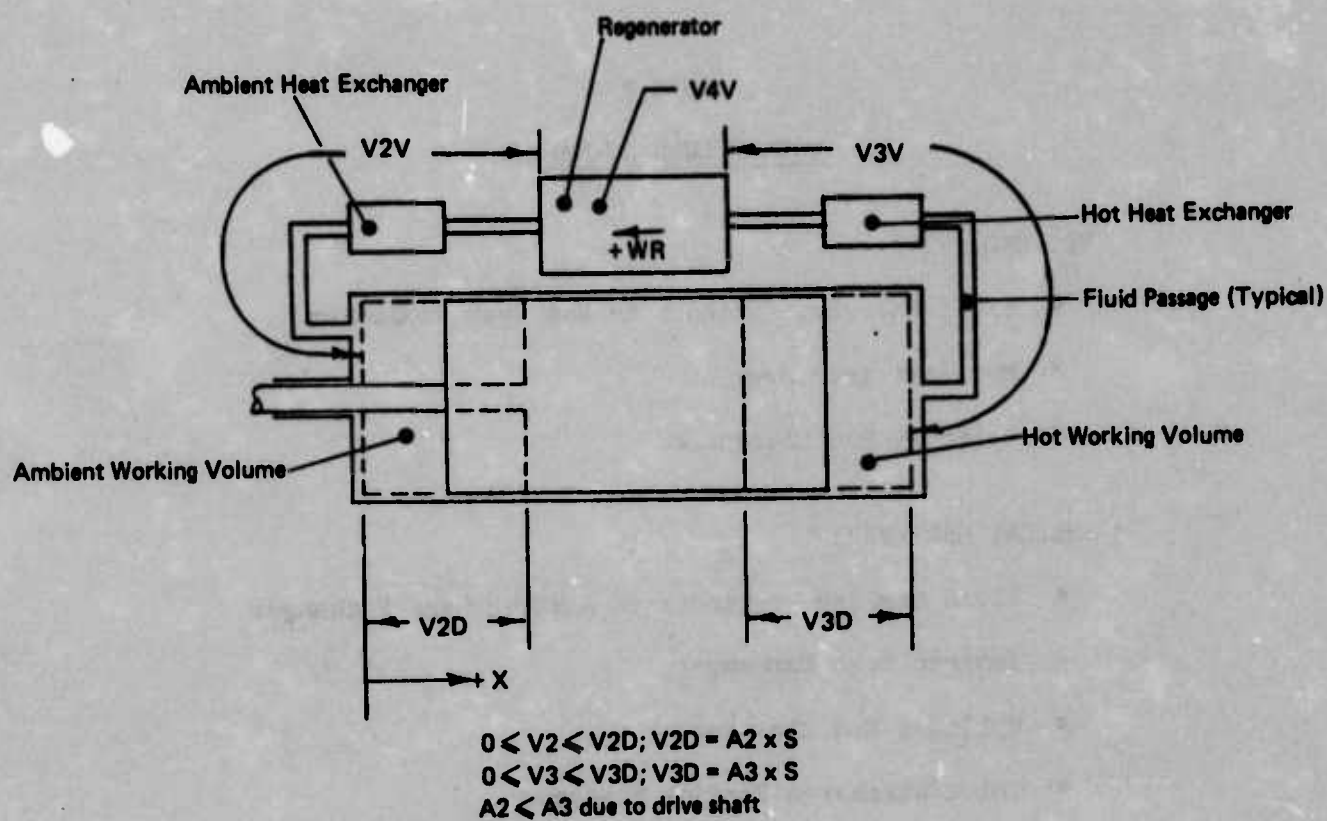 Regenerator
Ambient Heat Exchanger
V4V
V2V
V3V
Hot Heat Exchanger
+ WR
Fluid Passage (Typical)
Ambient Working Volume
Hot Working Volume
V2D
V3D
+ X
0 ⩽ V2 ⩽ V2D; V2D = A2 x S
0 ⩽ V3 ⩽ V3D; V3D = A3 x S
A2 ⩽ A3 due to drive shaft